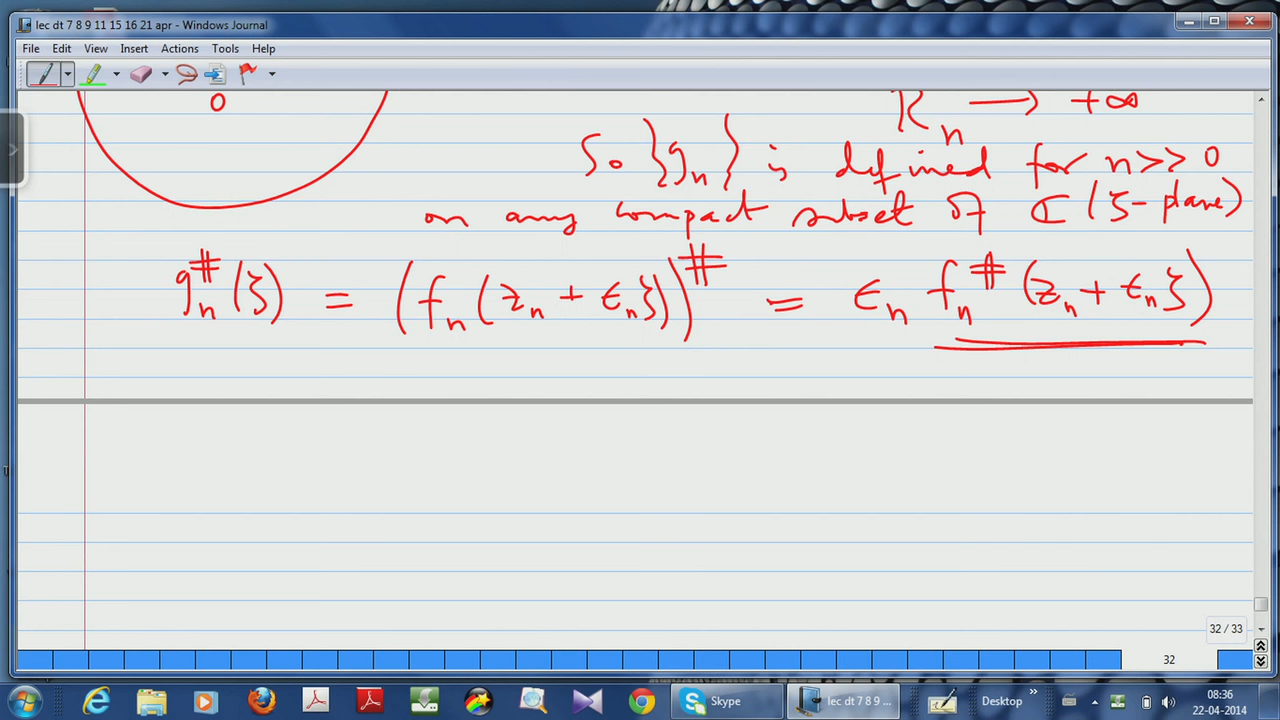 lec dt 7 8 9 11 15 16 21 apr - Windows Journal
File Edit View Insert Actions Tools Help
0
R_n → +∞
So {g_n} is defined for n>>0
on any compact subset of ℂ (ζ-plane)
g_n^#(ζ) = (f_n(z_n + ϵ_nζ))^# = ϵ_n f_n^#(z_n + ϵ_nζ)
32 / 33
32
Skype
lec dt 7 8 9 ...
Desktop
08:36
22-04-2014